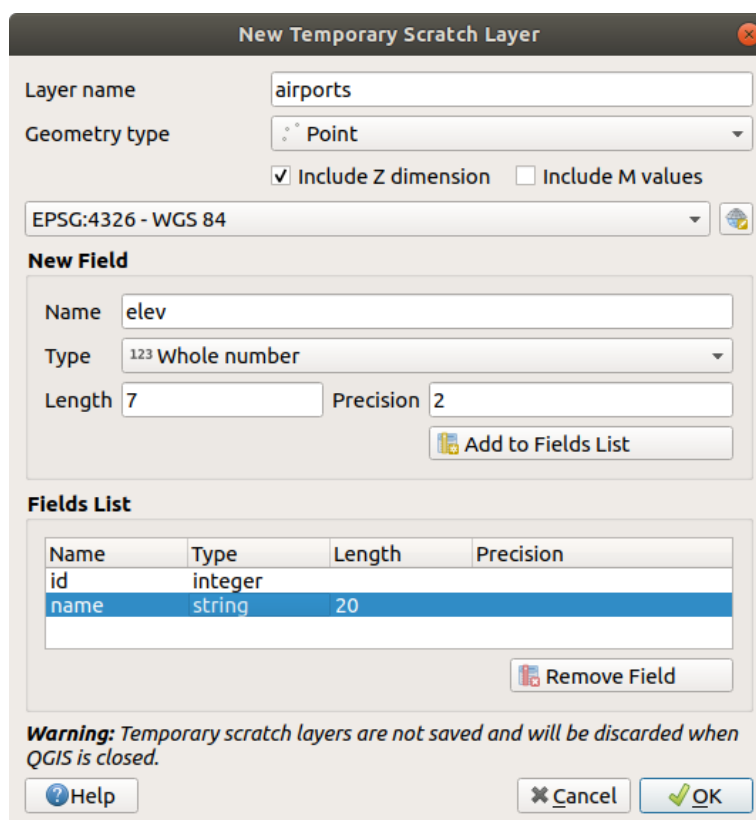 New Temporary Scratch Layer
Layer name airports
Geometry type Point
Include Z dimension Include M values
EPSG:4326 - WGS 84
New Field
Name elev
Type 123 Whole number
Length 7 Precision 2
Add to Fields List
Fields List
Name Type Length Precision
id integer
name string 20
Remove Field
Warning: Temporary scratch layers are not saved and will be discarded when
QGIS is closed.
Help Cancel OK